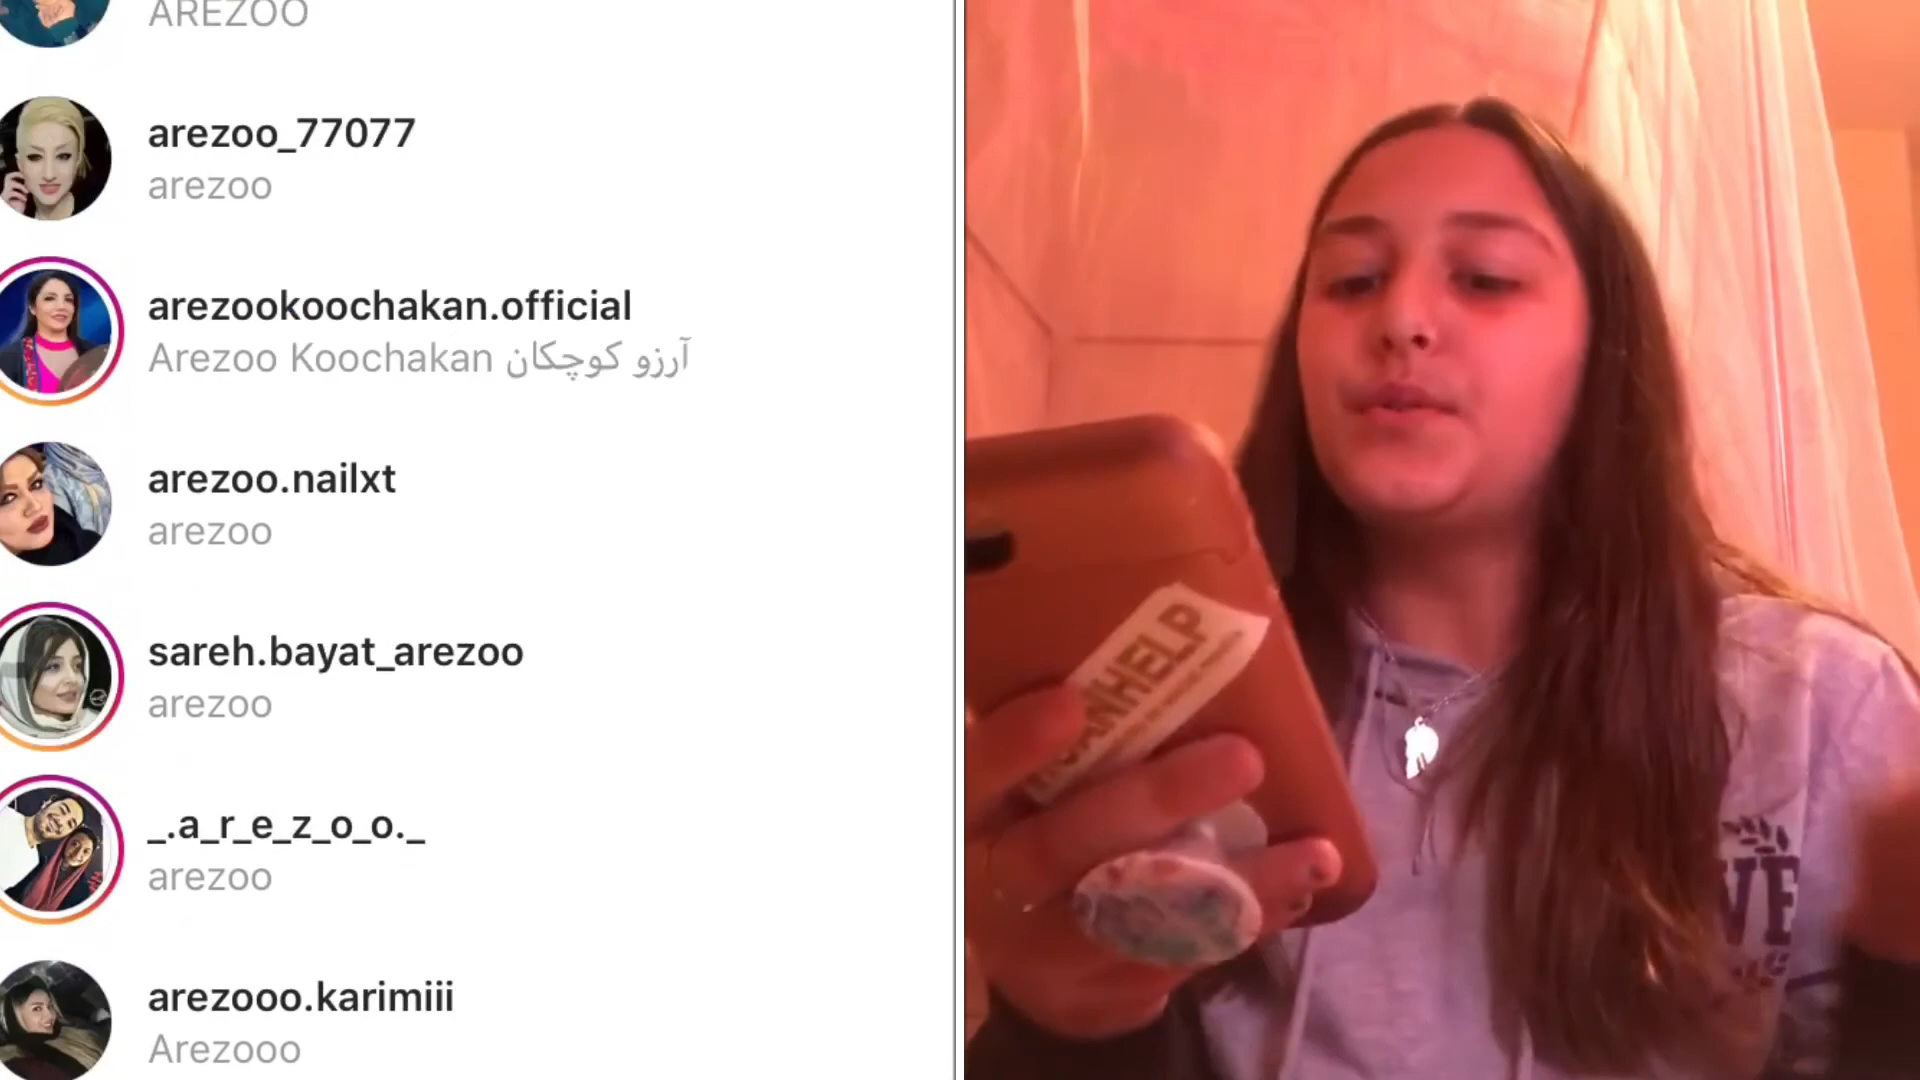 AREZOO
arezoo_77077
arezoo
arezookoochakan.official
Arezoo Koochakan آرزو کوچکان
arezoo.nailxt
arezoo
sareh.bayat_arezoo
arezoo
_.a_r_e_z_o_o._
arezoo
arezooo.karimiii
Arezooo
HELP